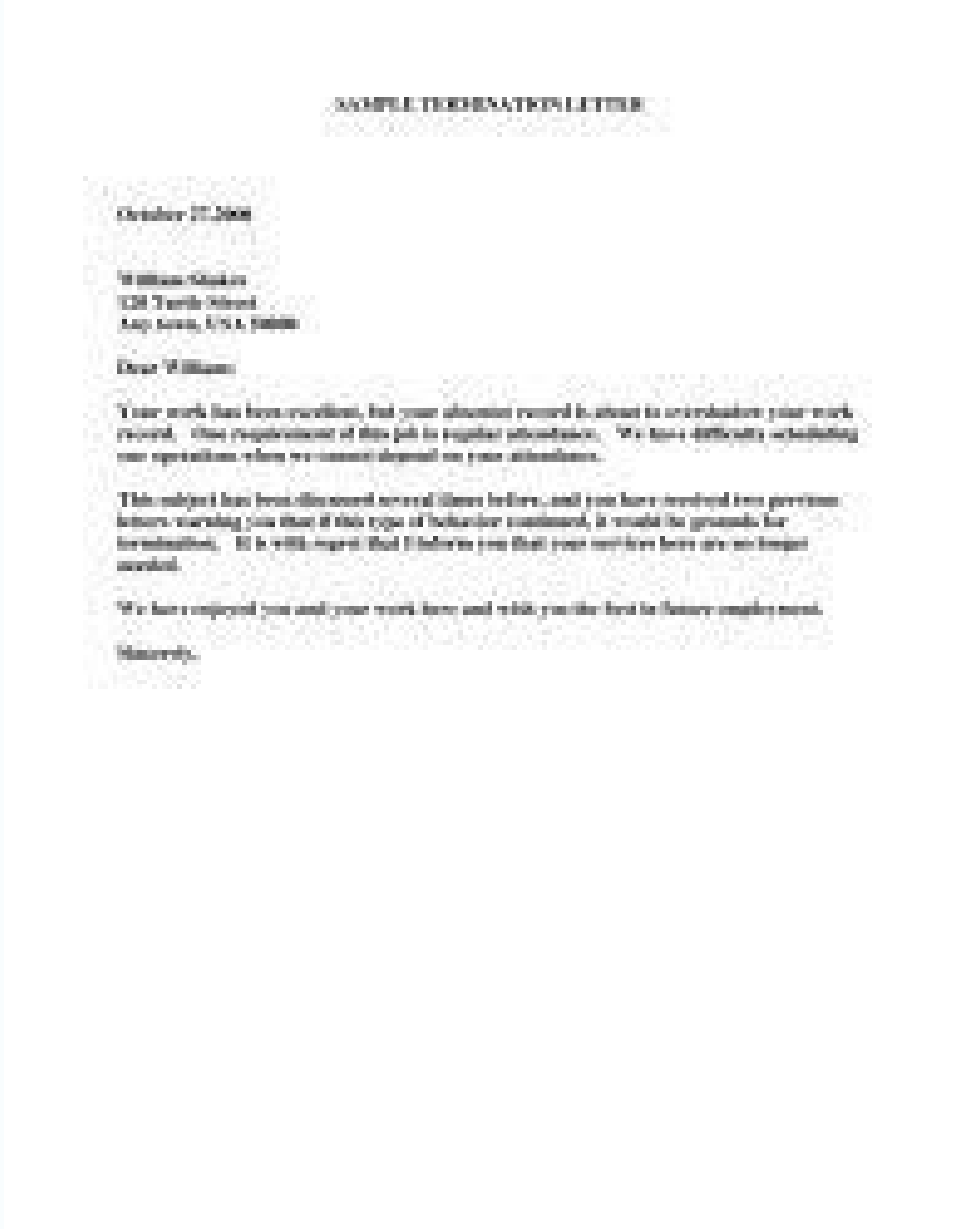 SAMPLE TERMINATION LETTER
October 27, 2000
William
120 Turtle Street
Any town, USA
Dear William:
Your work has been excellent, but your absentee record is about to overshadow your work
record. One requirement of this job is regular attendance. We have difficulty scheduling
our operations when we cannot depend on your attendance.
This subject has been discussed several times before, and you have received two previous
letters warning you that if this type of behavior continued, it would be grounds for
termination. It is with regret that I inform you that your services here are no longer
needed.
We have enjoyed you and your work here and wish you the best in future employment.
Sincerely,